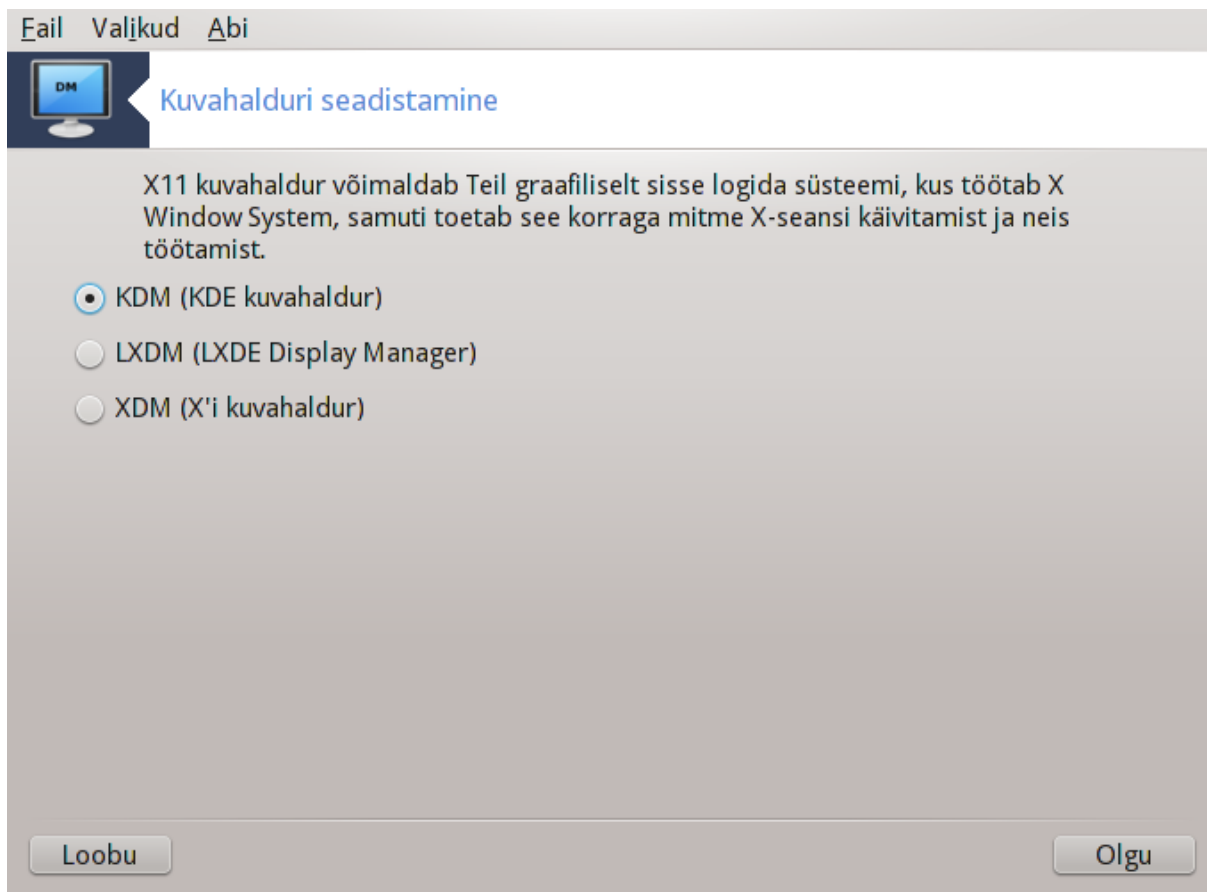 Fail Valikud Abi
DM
Kuvahalduri seadistamine
X11 kuvahaldur võimaldab Teil graafiliselt sisse logida süsteemi, kus töötab X
Window System, samuti toetab see korraga mitme X-seansi käivitamist ja neis
töötamist.
KDM (KDE kuvahaldur)
LXDM (LXDE Display Manager)
XDM (X'i kuvahaldur)
Loobu Olgu